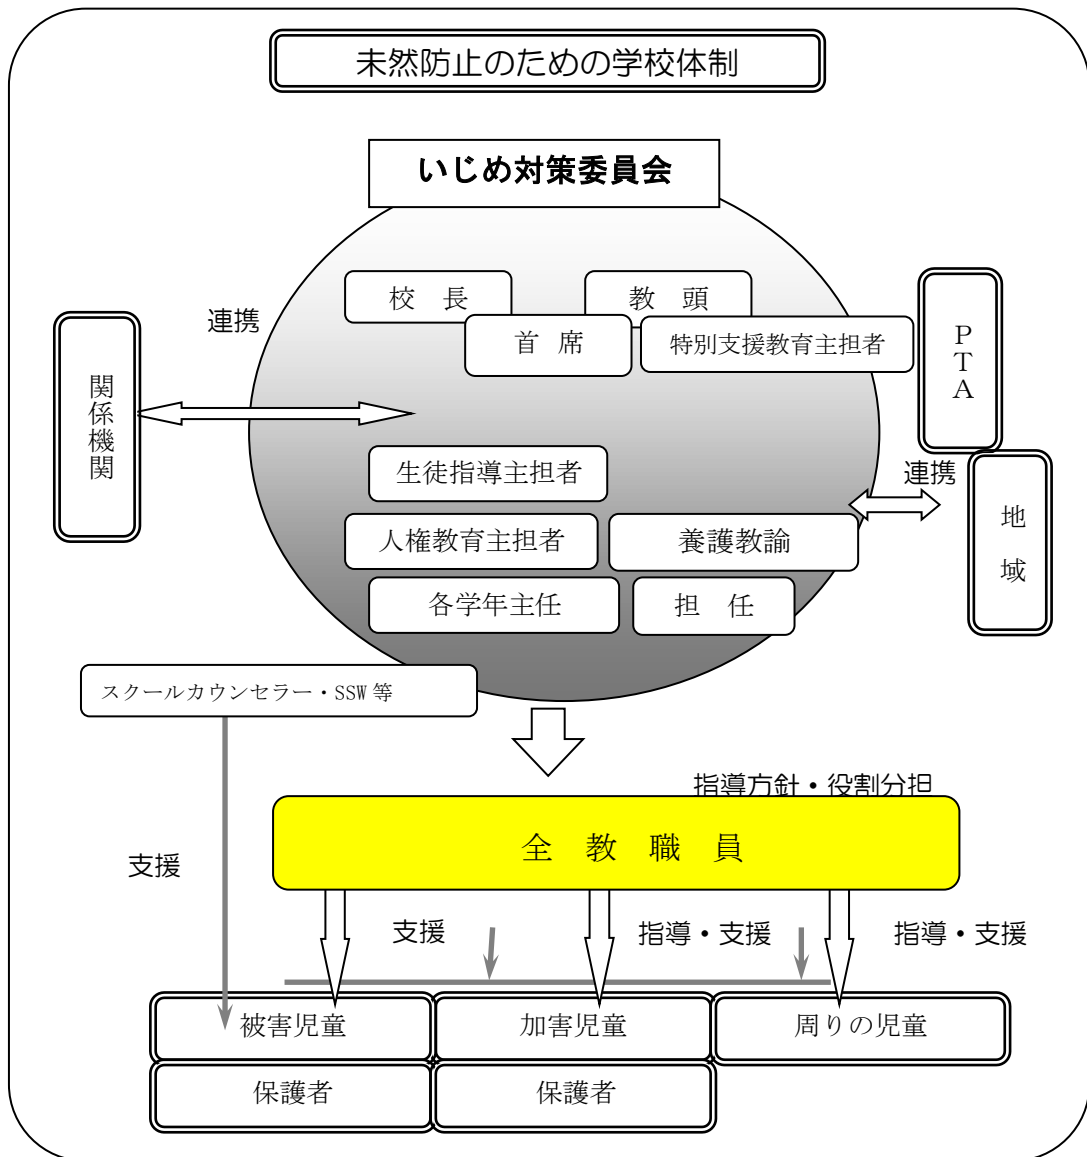 未然防止のための学校体制
いじめ対策委員会
校 長
教 頭
首 席
特別支援教育主担者
連携
関係機関
PTA
生徒指導主担者
連携
地域
人権教育主担者
養護教諭
各学年主任
担 任
スクールカウンセラー・SSW 等
指導方針・役割分担
全 教 職 員
支援
支援
指導・支援
指導・支援
被害児童
加害児童
周りの児童
保護者
保護者